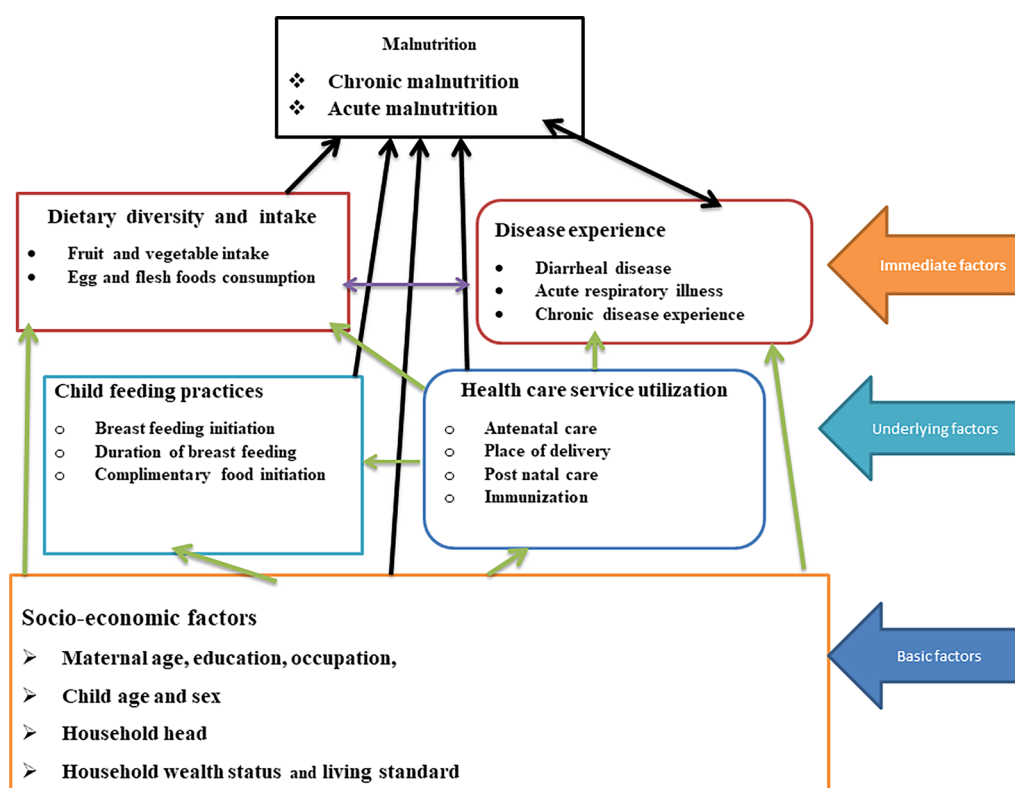 Malnutrition
❖ Chronic malnutrition
❖ Acute malnutrition
Dietary diversity and intake
• Fruit and vegetable intake
• Egg and flesh foods consumption
Disease experience
• Diarrheal disease
• Acute respiratory illness
• Chronic disease experience
Immediate factors
Child feeding practices
o Breast feeding initiation
o Duration of breast feeding
o Complimentary food initiation
Health care service utilization
o Antenatal care
o Place of delivery
o Post natal care
o Immunization
Underlying factors
Socio-economic factors
➢ Maternal age, education, occupation,
➢ Child age and sex
➢ Household head
➢ Household wealth status and living standard
Basic factors